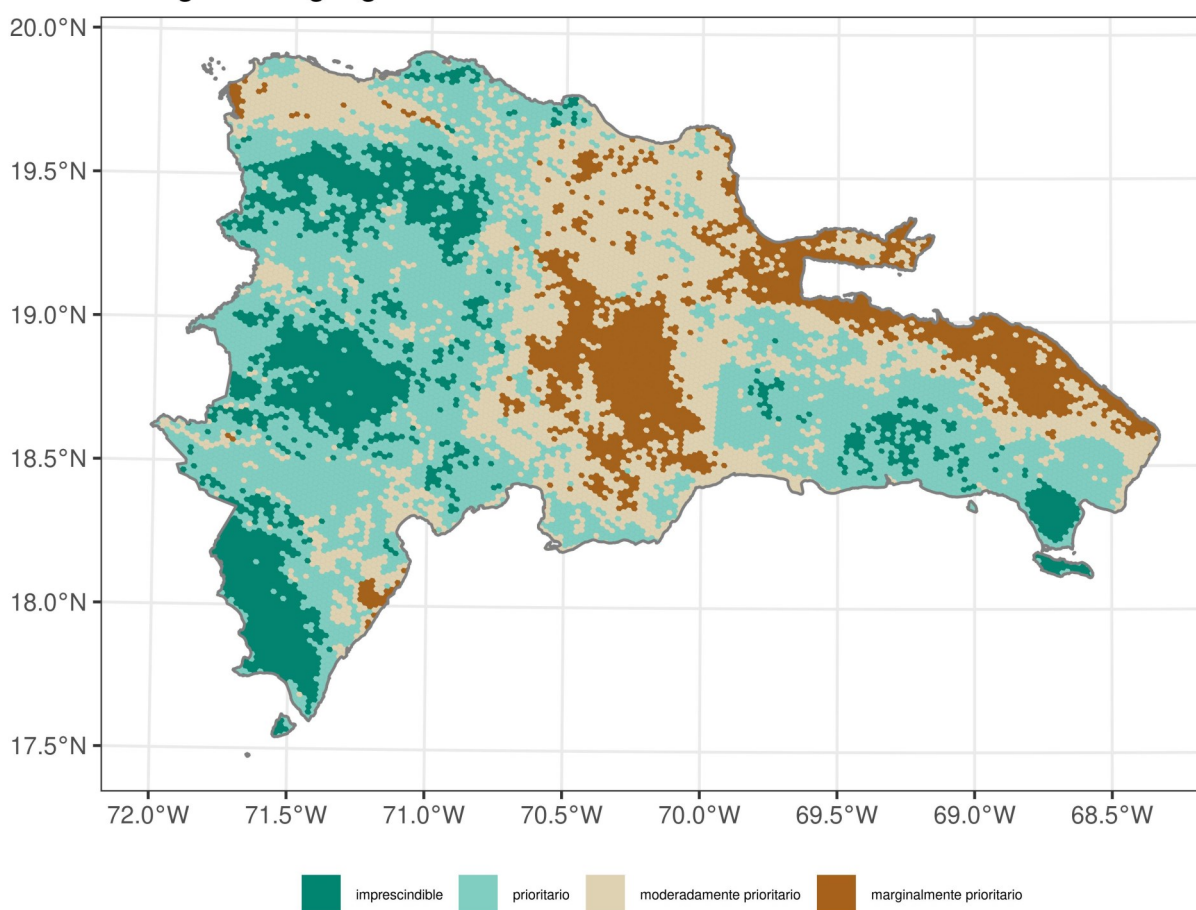 20.0°N
19.5°N
19.0°N
18.5°N
18.0°N
17.5°N
72.0°W 71.5°W 71.0°W 70.5°W 70.0°W 69.5°W 69.0°W 68.5°W
imprescindible prioritario moderadamente prioritario marginalmente prioritario